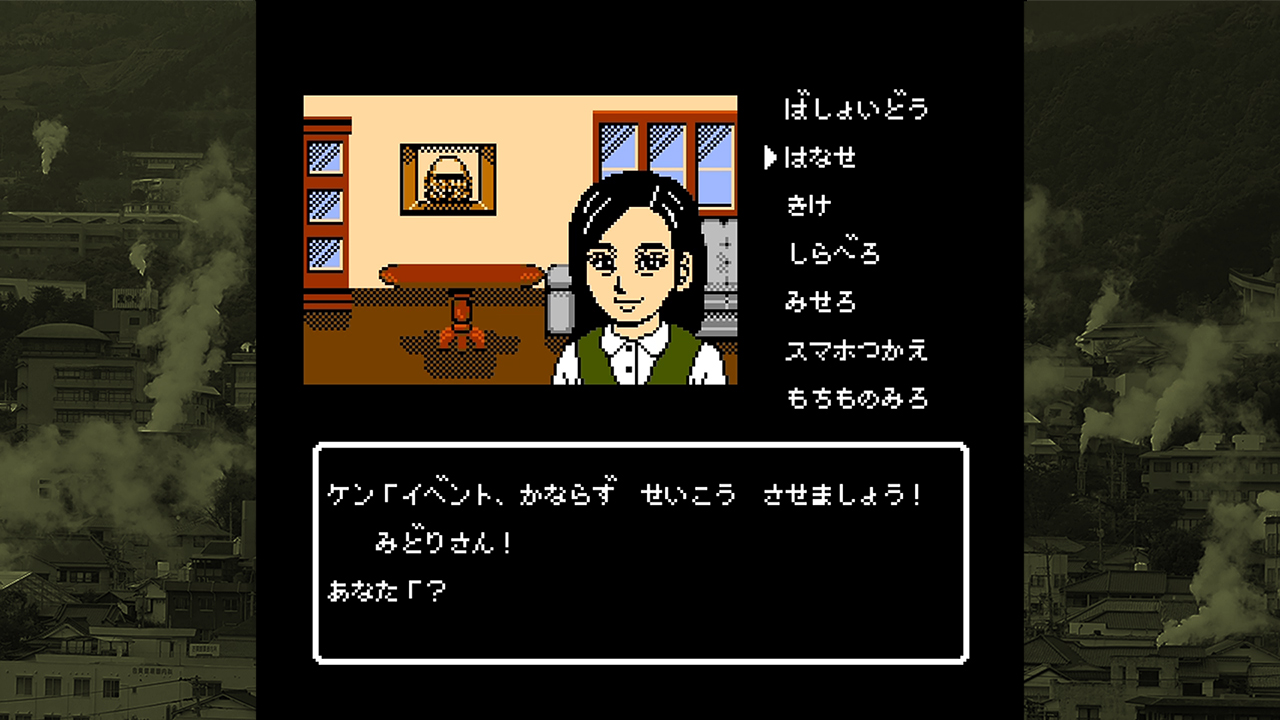 ばしょいどう
はなせ
きけ
しらべろ
みせろ
スマホつかえ
もちものみろ
ケン「イベント、かならず　せいこう　させましょう！
みどりさん！
あなた「？